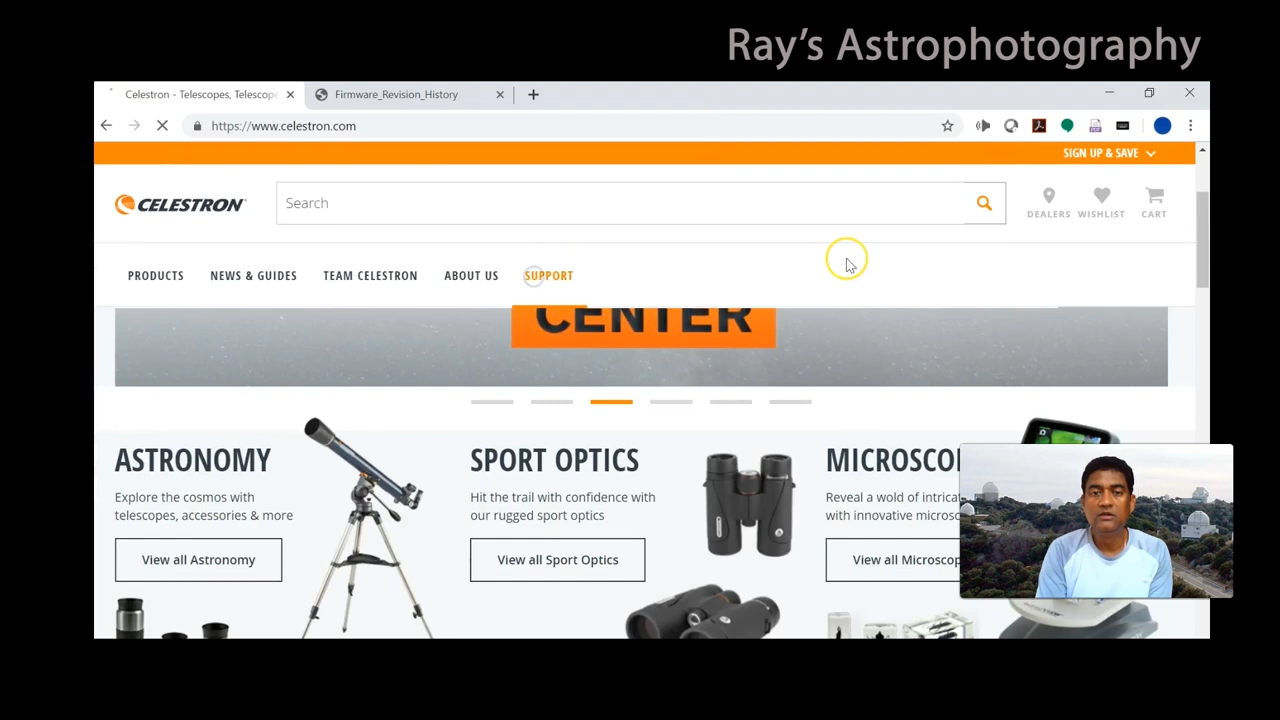 Ray's Astrophotography
Celestron - Telescopes, Telescope
Firmware_Revision_History
https://www.celestron.com
SIGN UP & SAVE
CELESTRON
Search
DEALERS WISHLIST CART
PRODUCTS NEWS & GUIDES TEAM CELESTRON ABOUT US SUPPORT
CENTER
ASTRONOMY
Explore the cosmos with
telescopes, accessories & more
View all Astronomy
SPORT OPTICS
Hit the trail with confidence with
our rugged sport optics
View all Sport Optics
MICROSCO
Reveal a wold of intrica
with innovative micros
View all Microscop